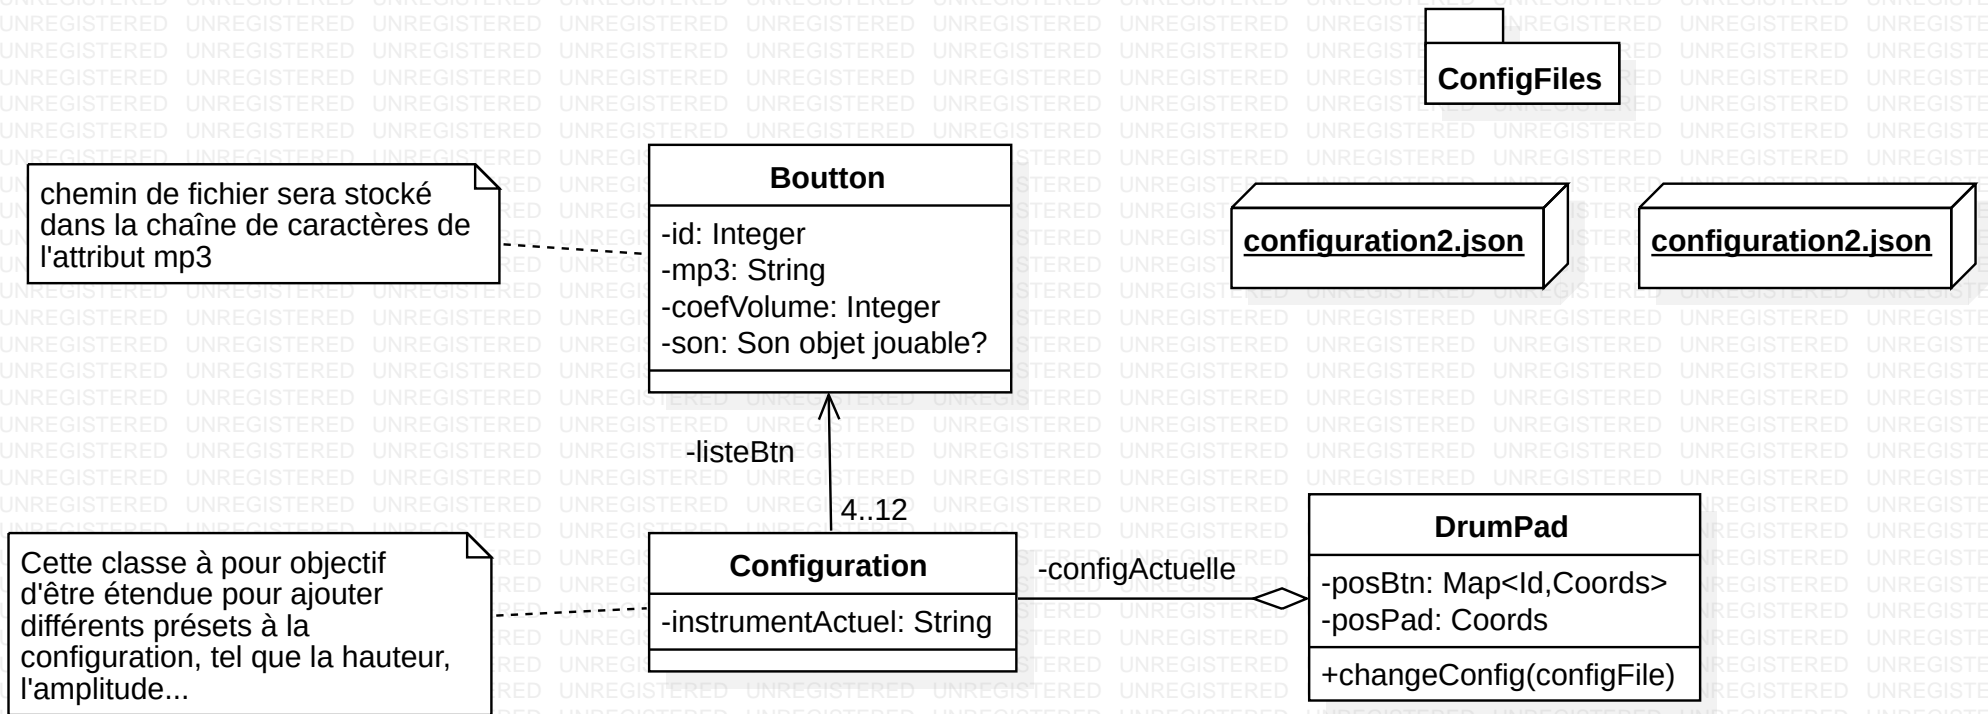 ConfigFiles
chemin de fichier sera stocké
dans la chaîne de caractères de
l'attribut mp3
Boutton
-id: Integer
-mp3: String
-coefVolume: Integer
-son: Son objet jouable?
configuration2.json
configuration2.json
-listeBtn
4..12
Cette classe à pour objectif
d'être étendue pour ajouter
différents présets à la
configuration, tel que la hauteur,
l'amplitude...
Configuration
-instrumentActuel: String
-configActuelle
DrumPad
-posBtn: Map<Id,Coords>
-posPad: Coords
+changeConfig(configFile)
UNREGISTERED